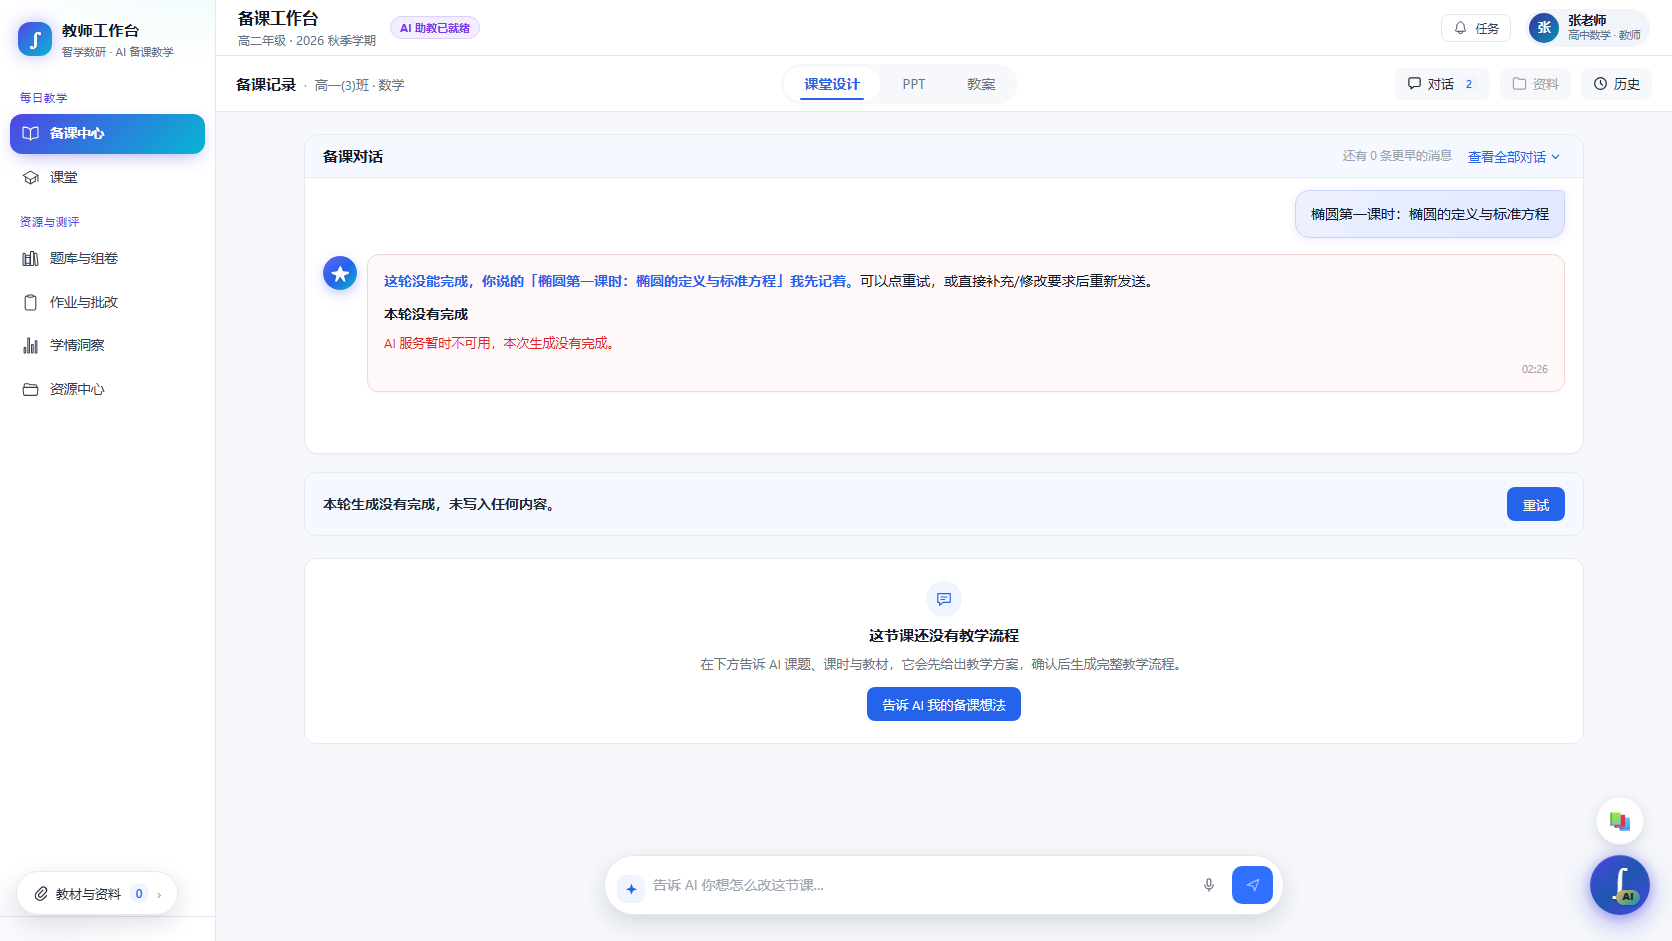 教师工作台
智学数研 · AI 备课教学
每日教学
备课中心
课堂
资源与测评
题库与组卷
作业与批改
学情洞察
资源中心
教材与资料 0 ›
备课工作台
高二年级 · 2026 秋季学期
AI 助教已就绪
任务
张
张老师
高中数学 · 教师
备课记录 · 高一(3)班 · 数学
课堂设计
PPT
教案
对话 2
资料
历史
备课对话
还有 0 条更早的消息
查看全部对话
椭圆第一课时：椭圆的定义与标准方程
这轮没能完成，你说的「椭圆第一课时：椭圆的定义与标准方程」我先记着。可以点重试，或直接补充/修改要求后重新发送。
本轮没有完成
AI 服务暂时不可用，本次生成没有完成。
02:26
本轮生成没有完成，未写入任何内容。
重试
这节课还没有教学流程
在下方告诉 AI 课题、课时与教材，它会先给出教学方案，确认后生成完整教学流程。
告诉 AI 我的备课想法
告诉 AI 你想怎么改这节课...
∫
AI